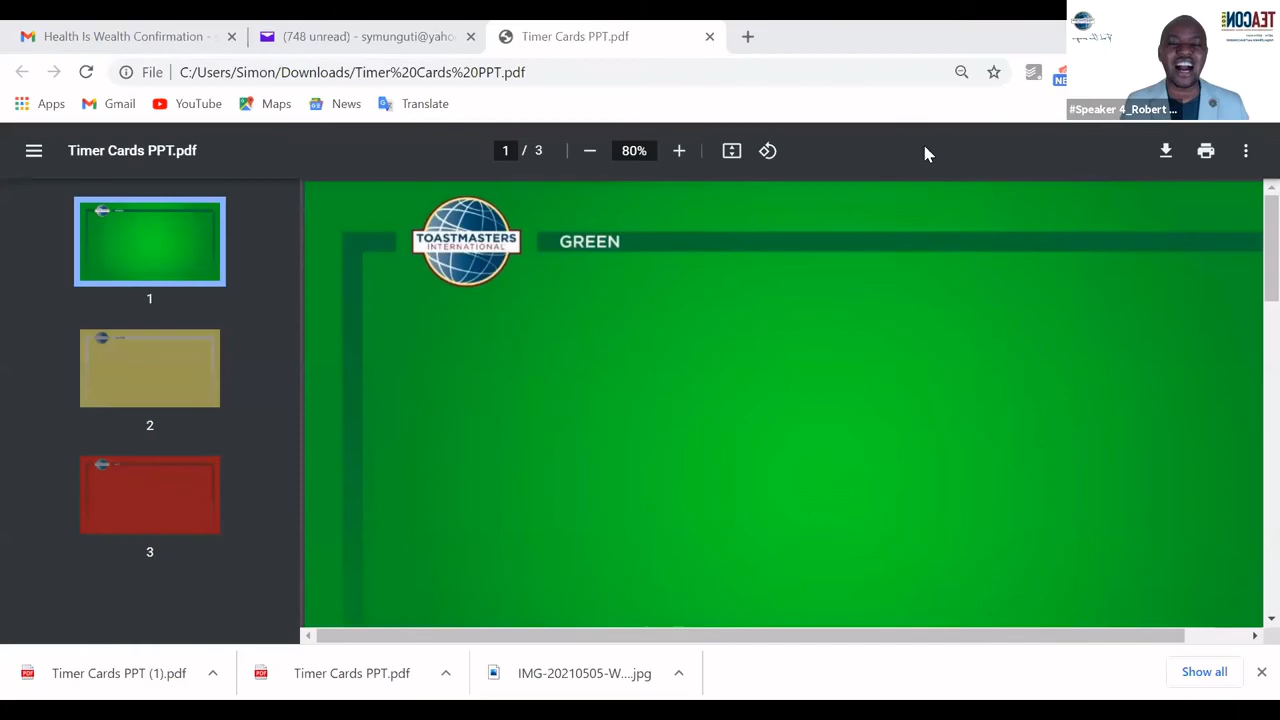 Health Is Wealth Confirmation -
(748 unread) - symputi@yaho
Timer Cards PPT.pdf
File
C:/Users/Simon/Downloads/Timer%20Cards%20PPT.pdf
Apps
Gmail
YouTube
Maps
News
Translate
#Speaker 4_Robert ...
Timer Cards PPT.pdf
1 / 3
80%
TOASTMASTERS
INTERNATIONAL
GREEN
1
2
3
Timer Cards PPT (1).pdf
Timer Cards PPT.pdf
IMG-20210505-W....jpg
Show all
TEACON